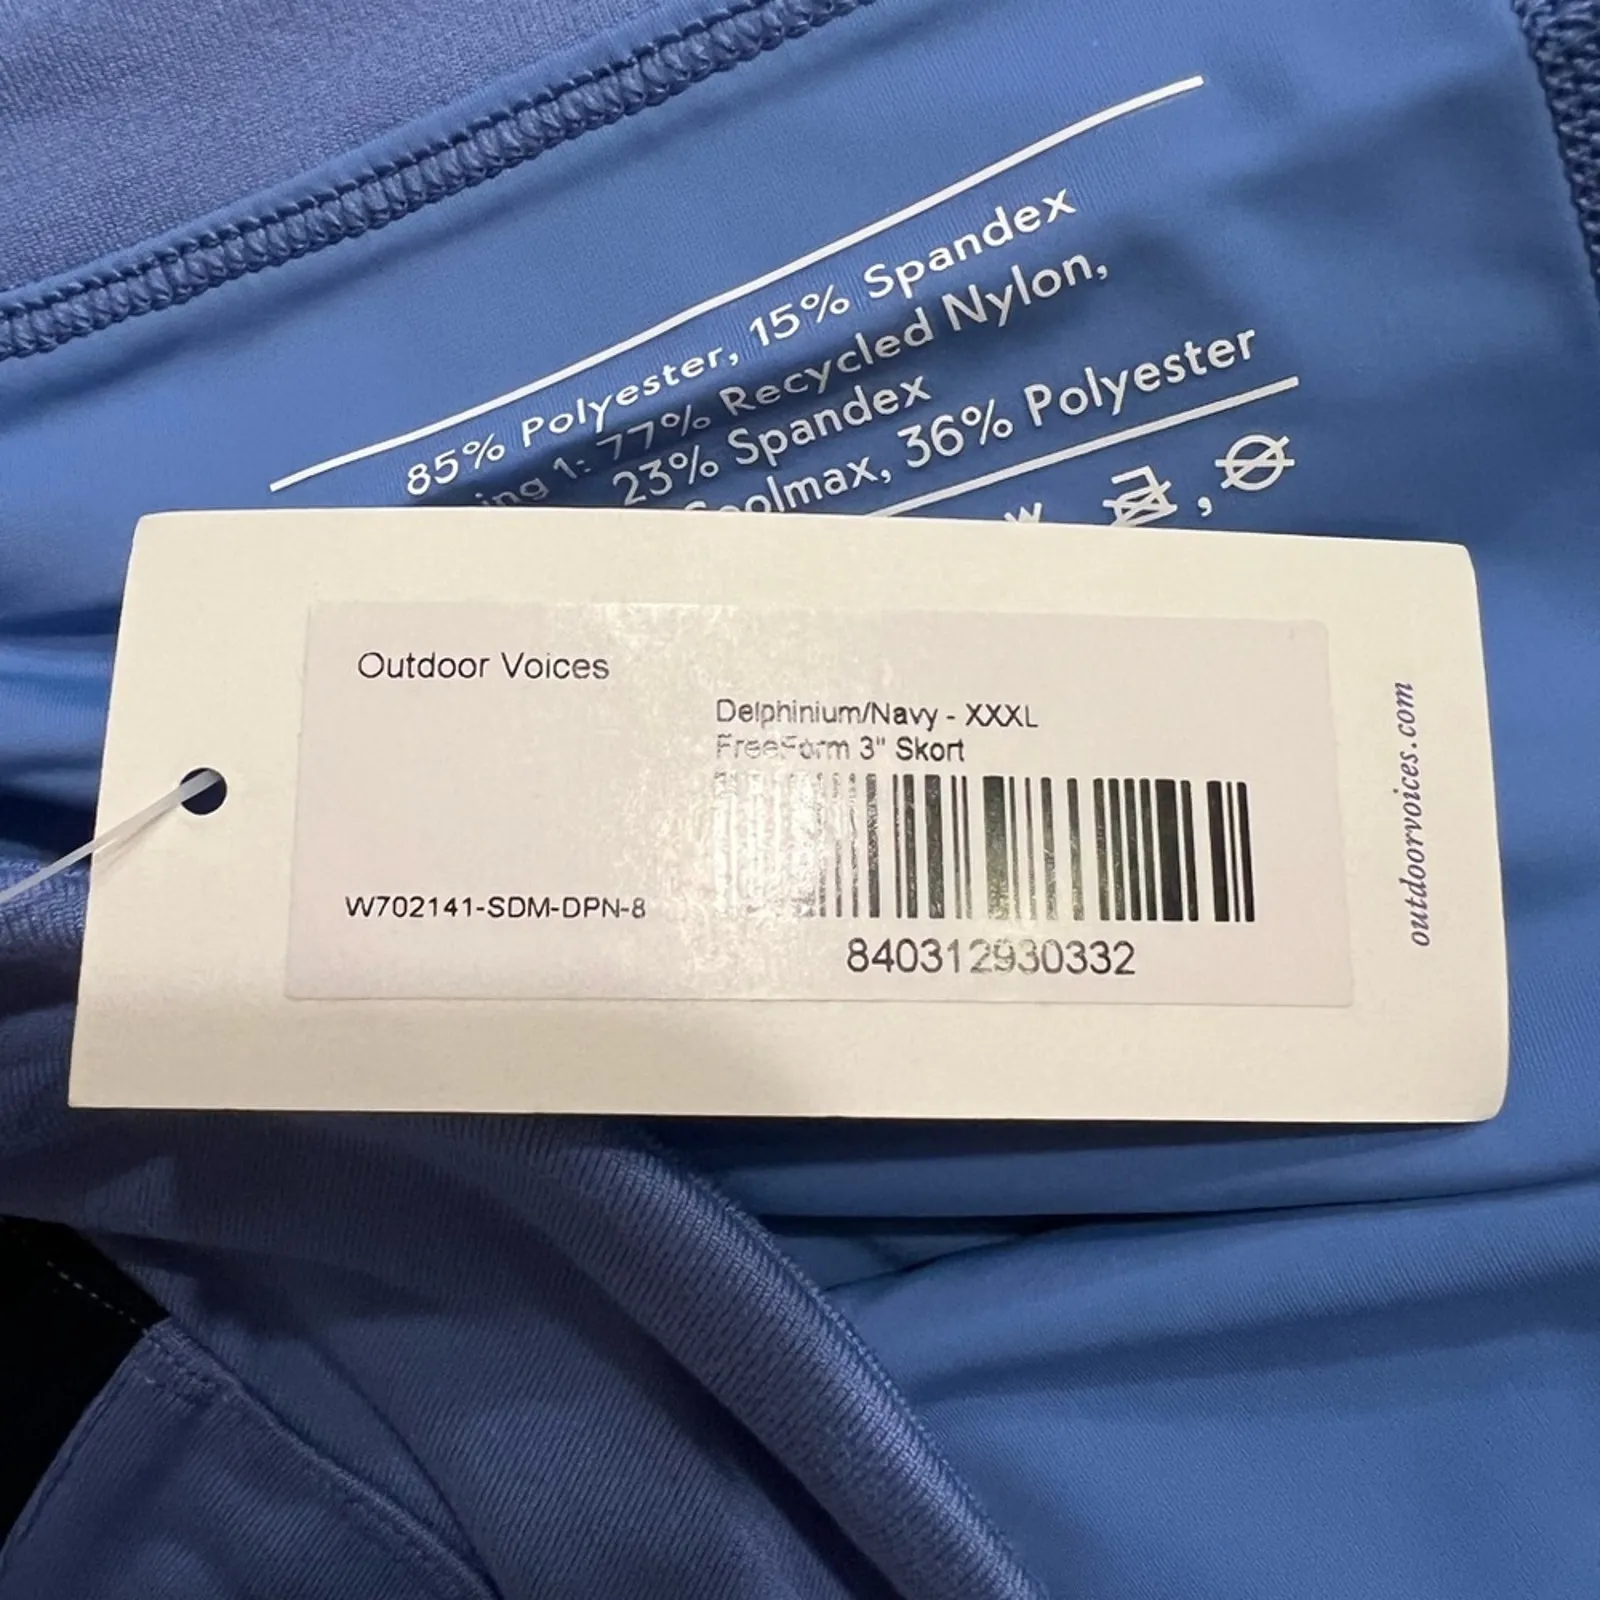 85% Polyester, 15% Spandex
1: 77% Recycled Nylon,
23% Spandex
36% Polyester
Outdoor Voices
Delphinium/Navy - XXXL
FreeForm 3" Skort
W702141-SDM-DPN-8
840312930332
outdoorvoices.com